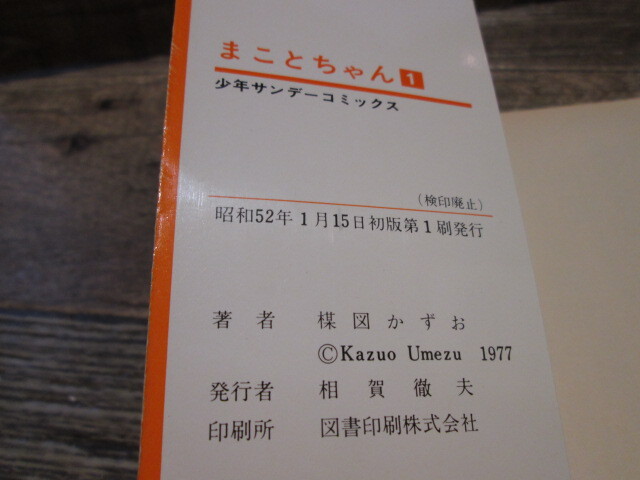 まことちゃん 1
少年サンデーコミックス
(検印廃止)
昭和52年1月15日初版第1刷発行
著者 楳図かずお
©Kazuo Umezu 1977
発行者 相賀徹夫
印刷所 図書印刷株式会社